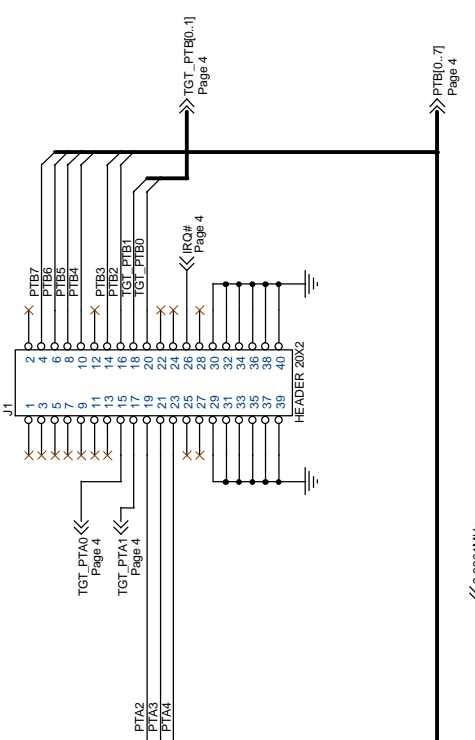 TGT_PTB[0..1]
Page 4
PTB[0..7]
Page 4
PTB7
PTB6
PTB5
PTB4
PTB3
PTB2
TGT_PTB1
TGT_PTB0
IRQ#
Page 4
J1
1 2
3 4
5 6
7 8
9 10
11 12
13 14
15 16
17 18
19 20
21 22
23 24
25 26
27 28
29 30
31 32
33 34
35 36
37 38
39 40
HEADER 20X2
TGT_PTA0
Page 4
TGT_PTA1
Page 4
PTA2
PTA3
PTA4